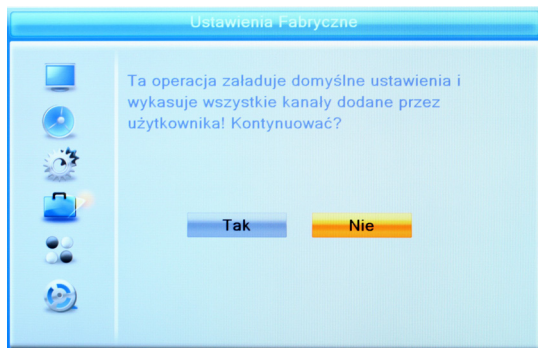 Ustawienia Fabryczne
Ta operacja załaduje domyślne ustawienia i
wykasuje wszystkie kanały dodane przez
użytkownika! Kontynuować?
Tak Nie